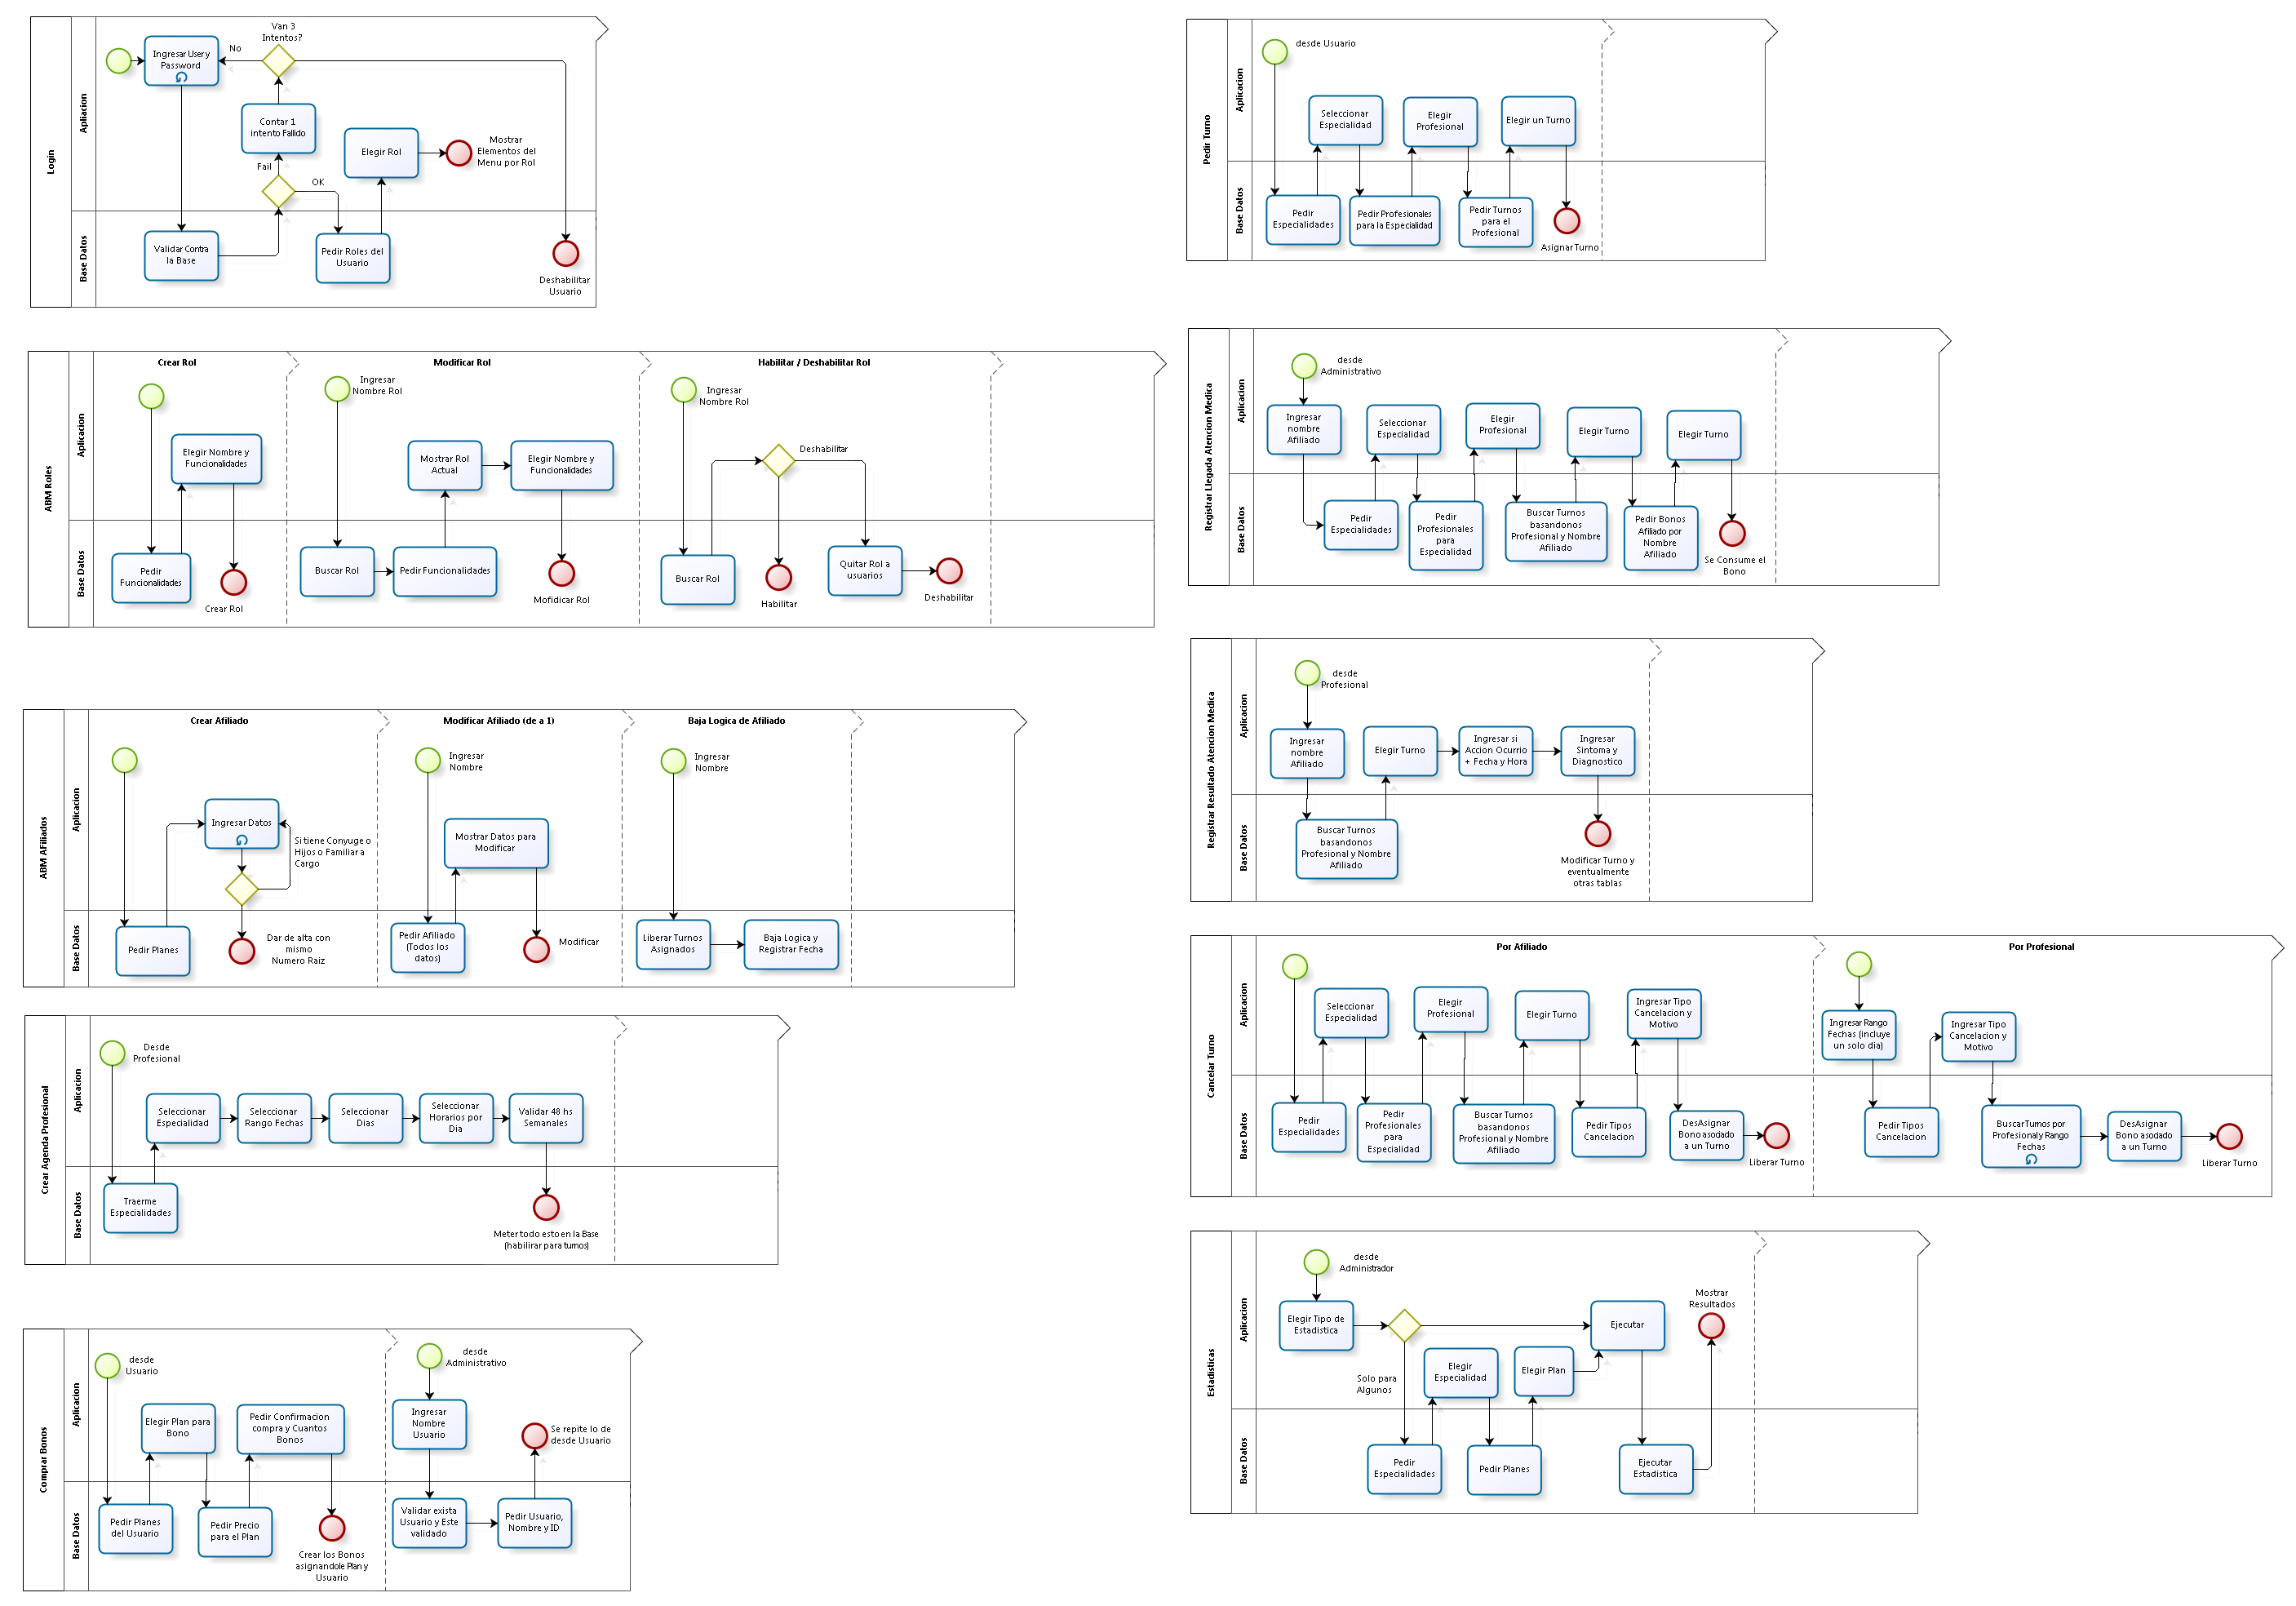 Login
Apliacion
Base Datos
Van 3
Intentos?
No
Ingresar User y
Password
Contar 1
intento Fallido
Fail
OK
Elegir Rol
Mostrar
Elementos del
Menu por Rol
Validar Contra
la Base
Pedir Roles del
Usuario
Deshabilitar
Usuario
ABM Roles
Aplicacion
Base Datos
Crear Rol
Elegir Nombre y
Funcionalidades
Pedir
Funcionalidades
Crear Rol
Modificar Rol
Ingresar
Nombre Rol
Mostrar Rol
Actual
Elegir Nombre y
Funcionalidades
Buscar Rol
Pedir Funcionalidades
Mofidicar Rol
Habilitar / Deshabilitar Rol
Ingresar
Nombre Rol
Deshabilitar
Buscar Rol
Habilitar
Quitar Rol a
usuarios
Deshabilitar
ABM AFiliados
Aplicacion
Base Datos
Crear Afiliado
Ingresar Datos
Si tiene Conyuge o
Hijos o Familiar a
Cargo
Pedir Planes
Dar de alta con
mismo
Numero Raiz
Modificar Afiliado (de a 1)
Ingresar
Nombre
Mostrar Datos para
Modificar
Pedir Afiliado
(Todos los
datos)
Modificar
Baja Logica de Afiliado
Ingresar
Nombre
Liberar Turnos
Asignados
Baja Logica y
Registrar Fecha
Crear Agenda Profesional
Aplicacion
Base Datos
Desde
Profesional
Seleccionar
Especialidad
Seleccionar
Rango Fechas
Seleccionar
Dias
Seleccionar
Horarios por
Dia
Validar 48 hs
Semanales
Traerme
Especialidades
Meter todo esto en la Base
(habilirar para turnos)
Comprar Bonos
Aplicacion
Base Datos
desde
Usuario
Elegir Plan para
Bono
Pedir Confirmacion
compra y Cuantos
Bonos
Pedir Planes
del Usuario
Pedir Precio
para el Plan
Crear los Bonos
asignandole Plan y
Usuario
desde
Administrativo
Ingresar
Nombre
Usuario
Se repite lo de
desde Usuario
Validar exista
Usuario y Este
validado
Pedir Usuario,
Nombre y ID
Pedir Turno
Aplicacion
Base Datos
desde Usuario
Seleccionar
Especialidad
Elegir
Profesional
Elegir un Turno
Pedir
Especialidades
Pedir Profesionales
para la Especialidad
Pedir Turnos
para el
Profesional
Asignar Turno
Registrar Llegada Atencion Medica
Aplicacion
Base Datos
desde
Administrativo
Ingresar
nombre
Afiliado
Seleccionar
Especialidad
Elegir
Profesional
Elegir Turno
Elegir Turno
Pedir
Especialidades
Pedir
Profesionales
para
Especialidad
Buscar Turnos
basandonos
Profesional y Nombre
Afiliado
Pedir Bonos
Afiliado por
Nombre
Afiliado
Se Consume el
Bono
Registrar Resultado Atencion Medica
Aplicacion
Base Datos
desde
Profesional
Ingresar
nombre
Afiliado
Elegir Turno
Ingresar si
Accion Ocurrio
+ Fecha y Hora
Ingresar
Sintoma y
Diagnostico
Buscar Turnos
basandonos
Profesional y Nombre
Afiliado
Modificar Turno y
eventualmente
otras tablas
Cancelar Turno
Aplicacion
Base Datos
Por Afiliado
Seleccionar
Especialidad
Elegir
Profesional
Elegir Turno
Ingresar Tipo
Cancelacion y
Motivo
Pedir
Especialidades
Pedir
Profesionales
para
Especialidad
Buscar Turnos
basandonos
Profesional y Nombre
Afiliado
Pedir Tipos
Cancelacion
DesAsignar
Bono asociado
a un Turno
Liberar Turno
Por Profesional
Ingresar Rango
Fechas (incluye
un solo dia)
Ingresar Tipo
Cancelacion y
Motivo
Pedir Tipos
Cancelacion
Buscar Turnos por
Profesional y Rango
Fechas
DesAsignar
Bono asociado
a un Turno
Liberar Turno
Estadisticas
Aplicacion
Base Datos
desde
Administrador
Elegir Tipo de
Estadistica
Solo para
Algunos
Elegir
Especialidad
Elegir Plan
Ejecutar
Mostrar
Resultados
Pedir
Especialidades
Pedir Planes
Ejecutar
Estadistica